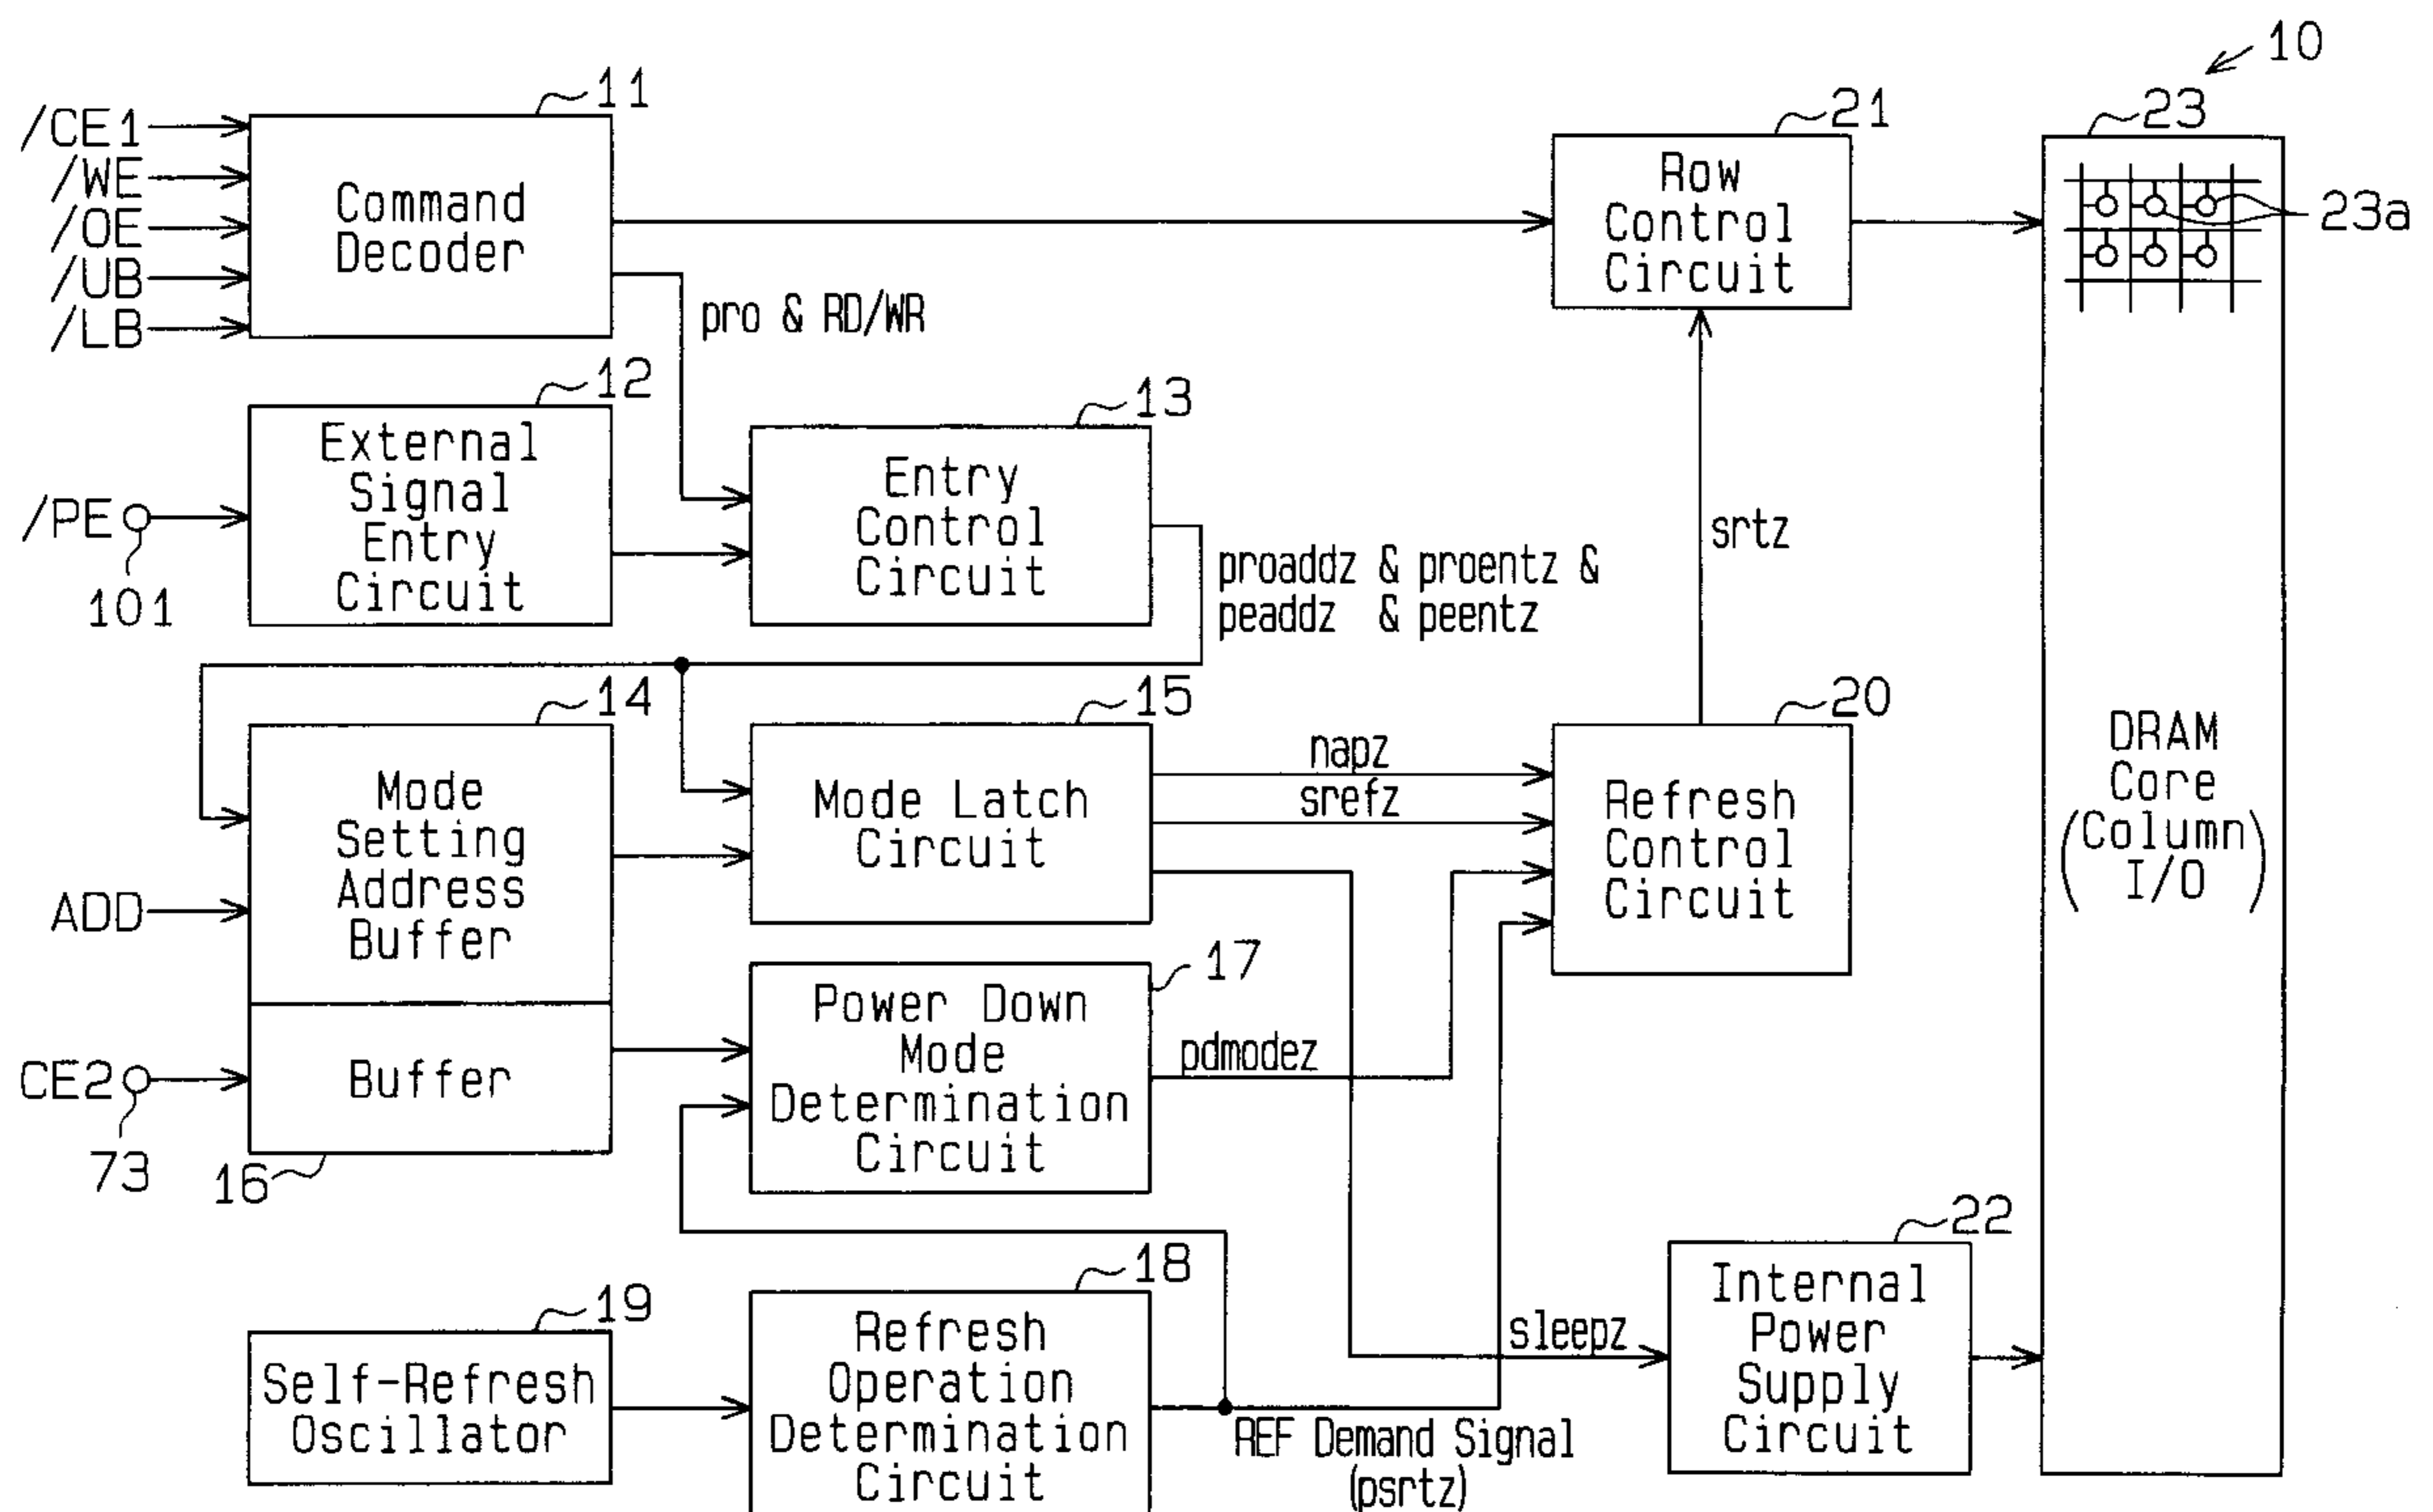 10
/CE1
/WE
/OE
/UB
/LB
11
Command
Decoder
pro & RD/WR
21
Row
Control
Circuit
23
23a
/PE
101
12
External
Signal
Entry
Circuit
13
Entry
Control
Circuit
proaddz & proentz &
peaddz & peentz
srtz
14
Mode
Setting
Address
Buffer
ADD
15
Mode Latch
Circuit
napz
srefz
20
Refresh
Control
Circuit
DRAM
Core
(Column
I/O)
CE2
73
Buffer
16
17
Power Down
Mode
Determination
Circuit
pdmodez
19
Self-Refresh
Oscillator
18
Refresh
Operation
Determination
Circuit
REF Demand Signal
(psrtz)
sleepz
22
Internal
Power
Supply
Circuit